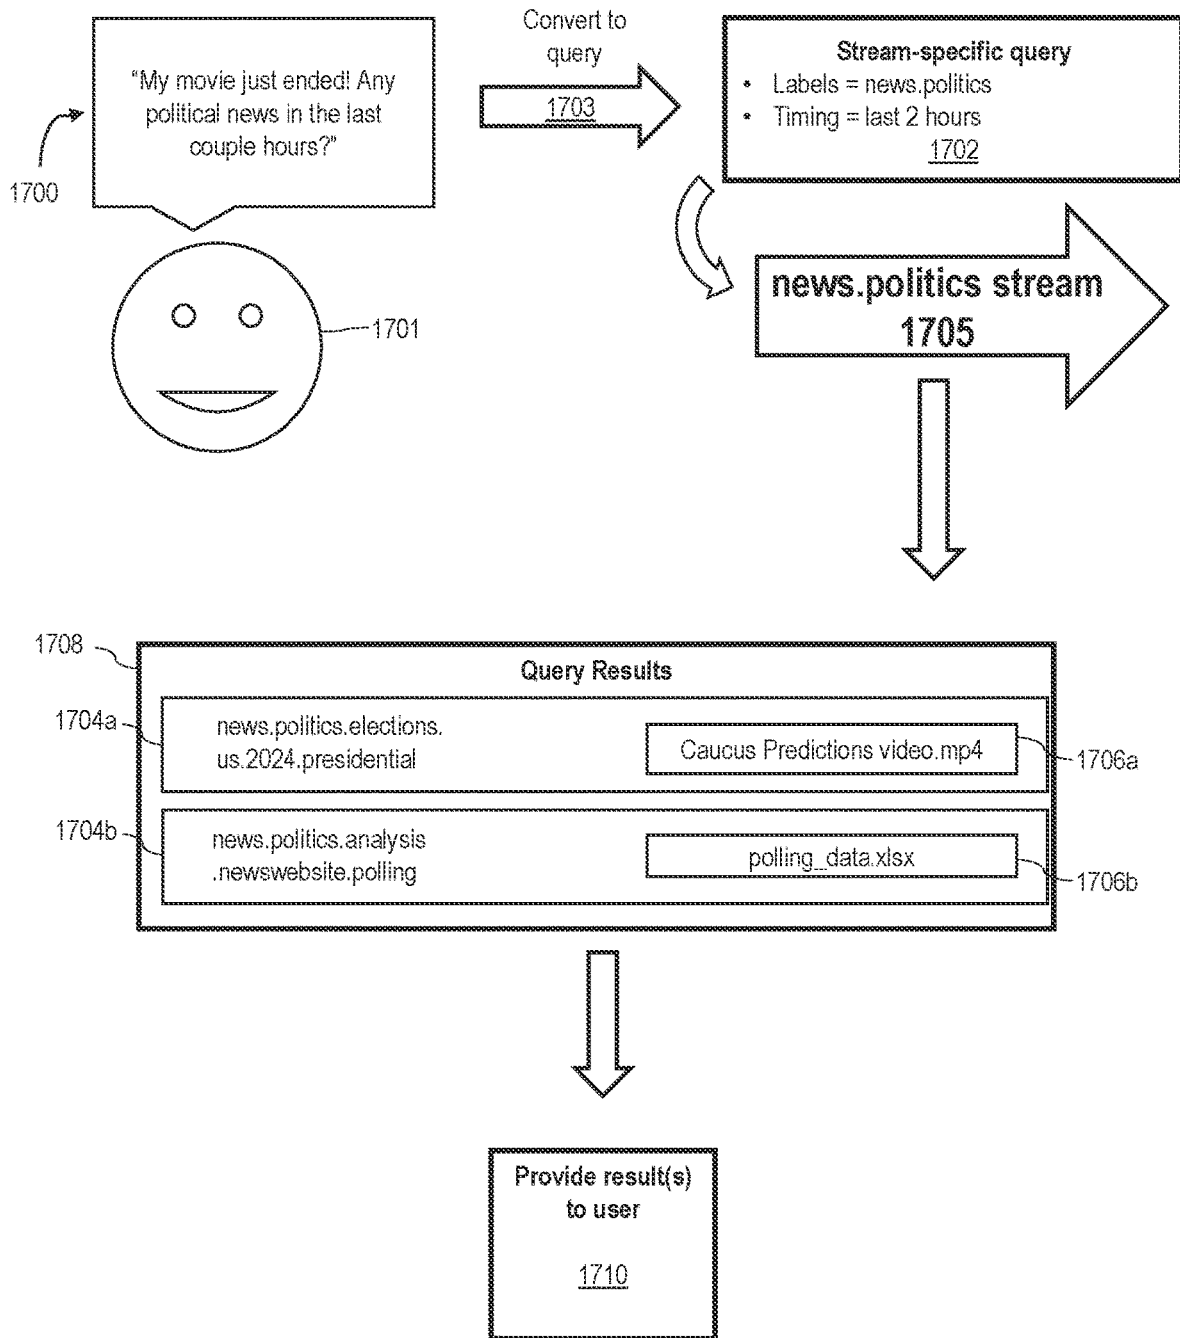 "My movie just ended! Any
political news in the last
couple hours?"
1700
1701
Convert to
query
1703
Stream-specific query
• Labels = news.politics
• Timing = last 2 hours
1702
news.politics stream
1705
1708
Query Results
1704a
news.politics.elections.
us.2024.presidential
Caucus Predictions video.mp4
1706a
1704b
news.politics.analysis
.newswebsite.polling
polling_data.xlsx
1706b
Provide result(s)
to user
1710